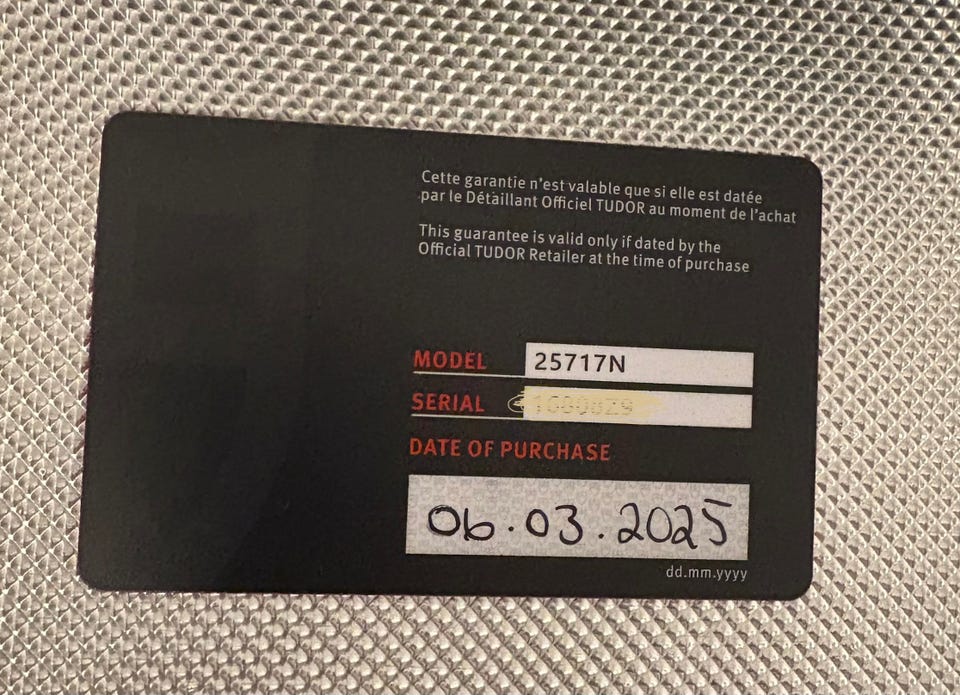 Cette garantie n'est valable que si elle est datée
par le Détaillant Officiel TUDOR au moment de l'achat
This guarantee is valid only if dated by the
Official TUDOR Retailer at the time of purchase
MODEL 25717N
SERIAL
DATE OF PURCHASE
06.03.2025
dd.mm.yyyy